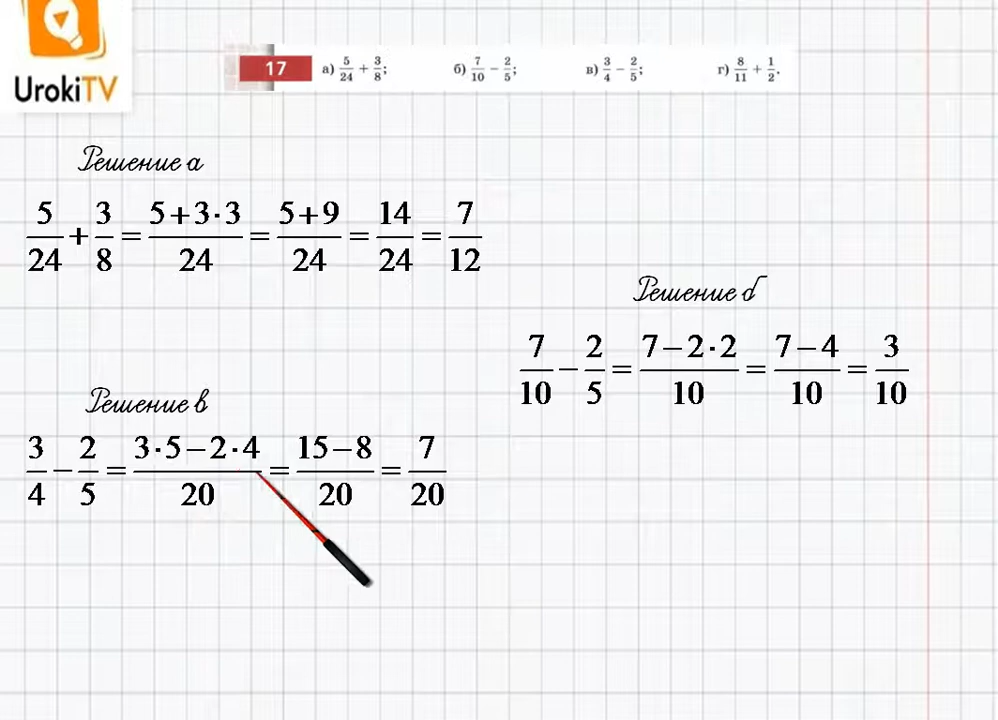 UrokiTV
17 а) 5/24 + 3/8; б) 7/10 − 2/5; в) 3/4 − 2/5; г) 8/11 + 1/2.
Решение а
5/24 + 3/8 = (5+3·3)/24 = (5+9)/24 = 14/24 = 7/12
Решение б
7/10 − 2/5 = (7−2·2)/10 = (7−4)/10 = 3/10
Решение в
3/4 − 2/5 = (3·5−2·4)/20 = (15−8)/20 = 7/20